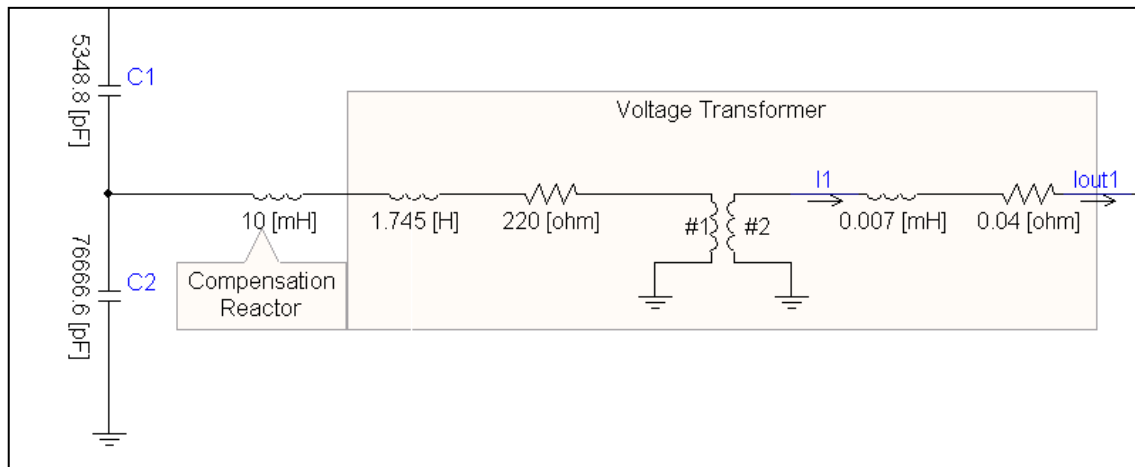 5348.8 [pF]
C1
Voltage Transformer
I1
Iout1
10 [mH]
1.745 [H]
220 [ohm]
#1
#2
0.007 [mH]
0.04 [ohm]
Compensation
Reactor
76666.6 [pF]
C2